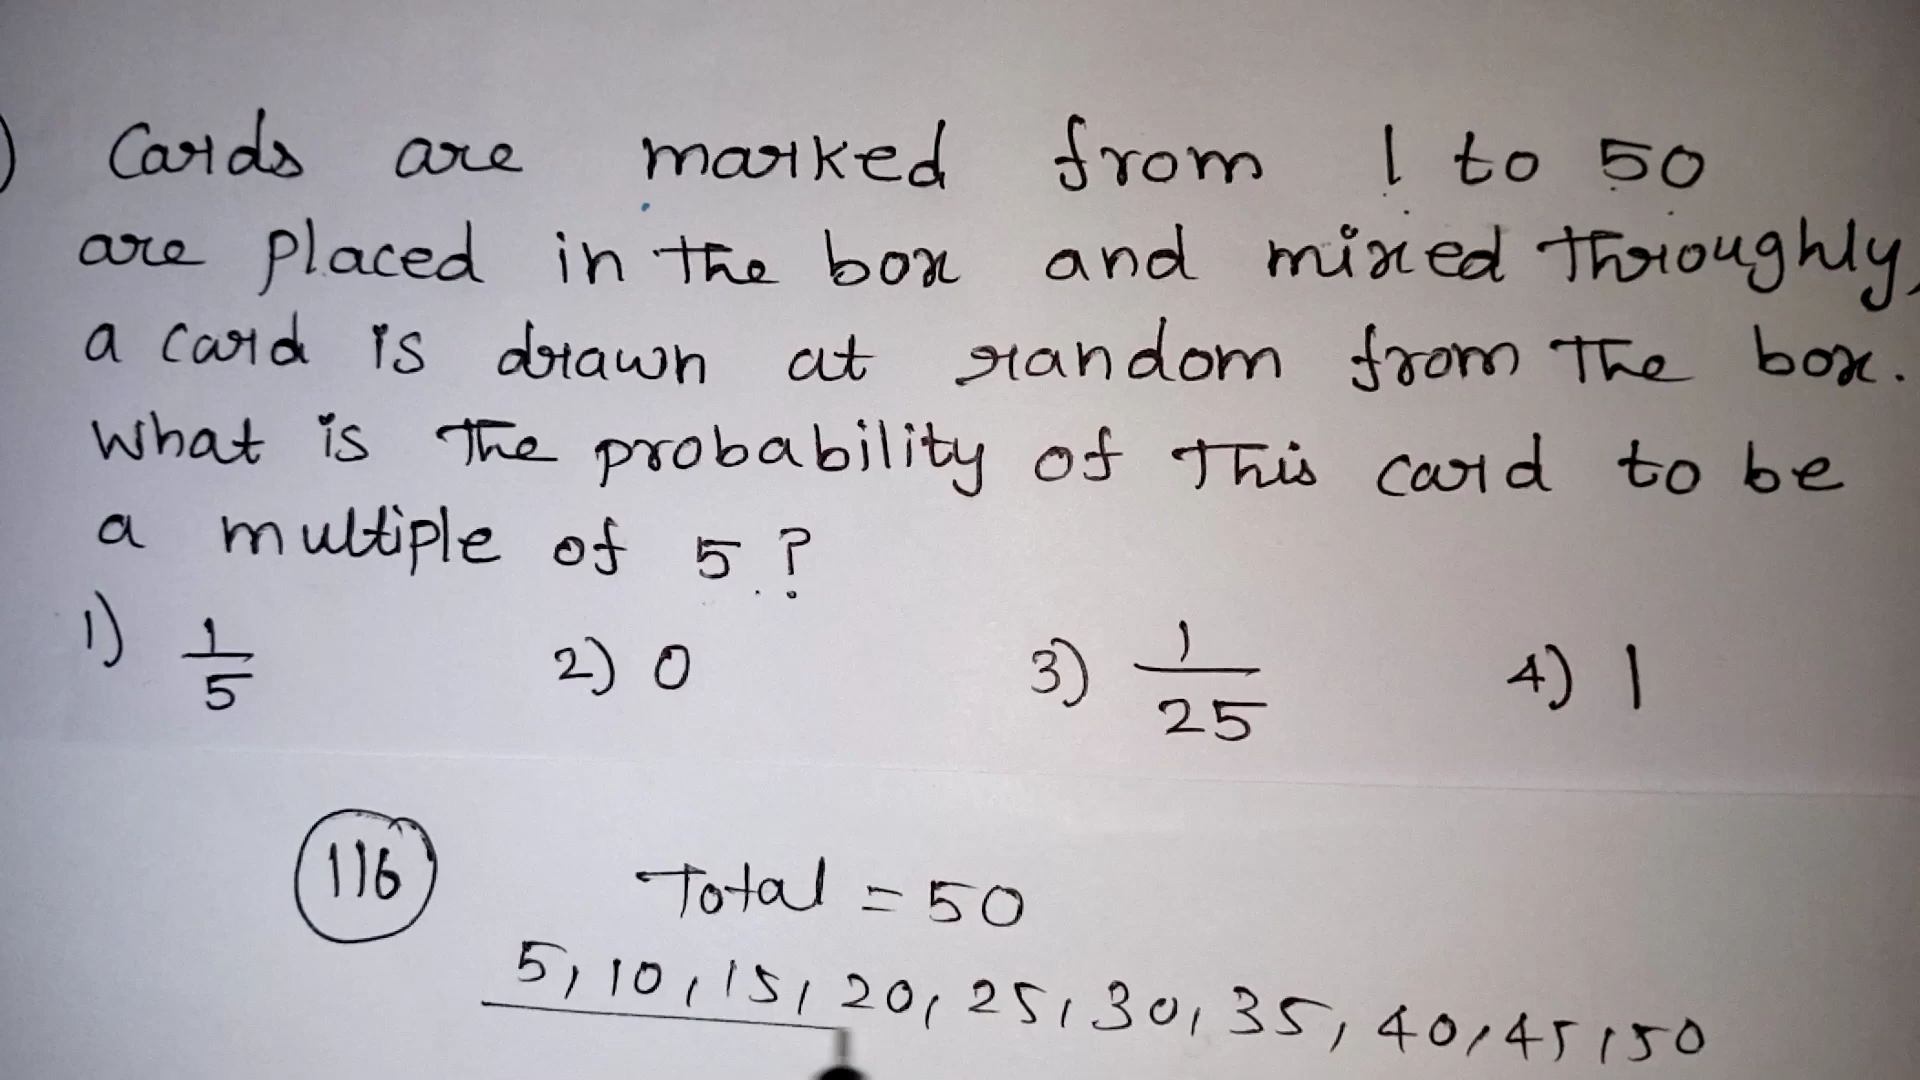 ) Cards are marked from 1 to 50
are placed in the box and mixed throughly,
a card is drawn at random from the box.
What is the probability of this card to be
a multiple of 5 ?
1) 1/5 2) 0 3) 1/25 4) 1
116 Total = 50
5, 10, 15, 20, 25, 30, 35, 40, 45, 50